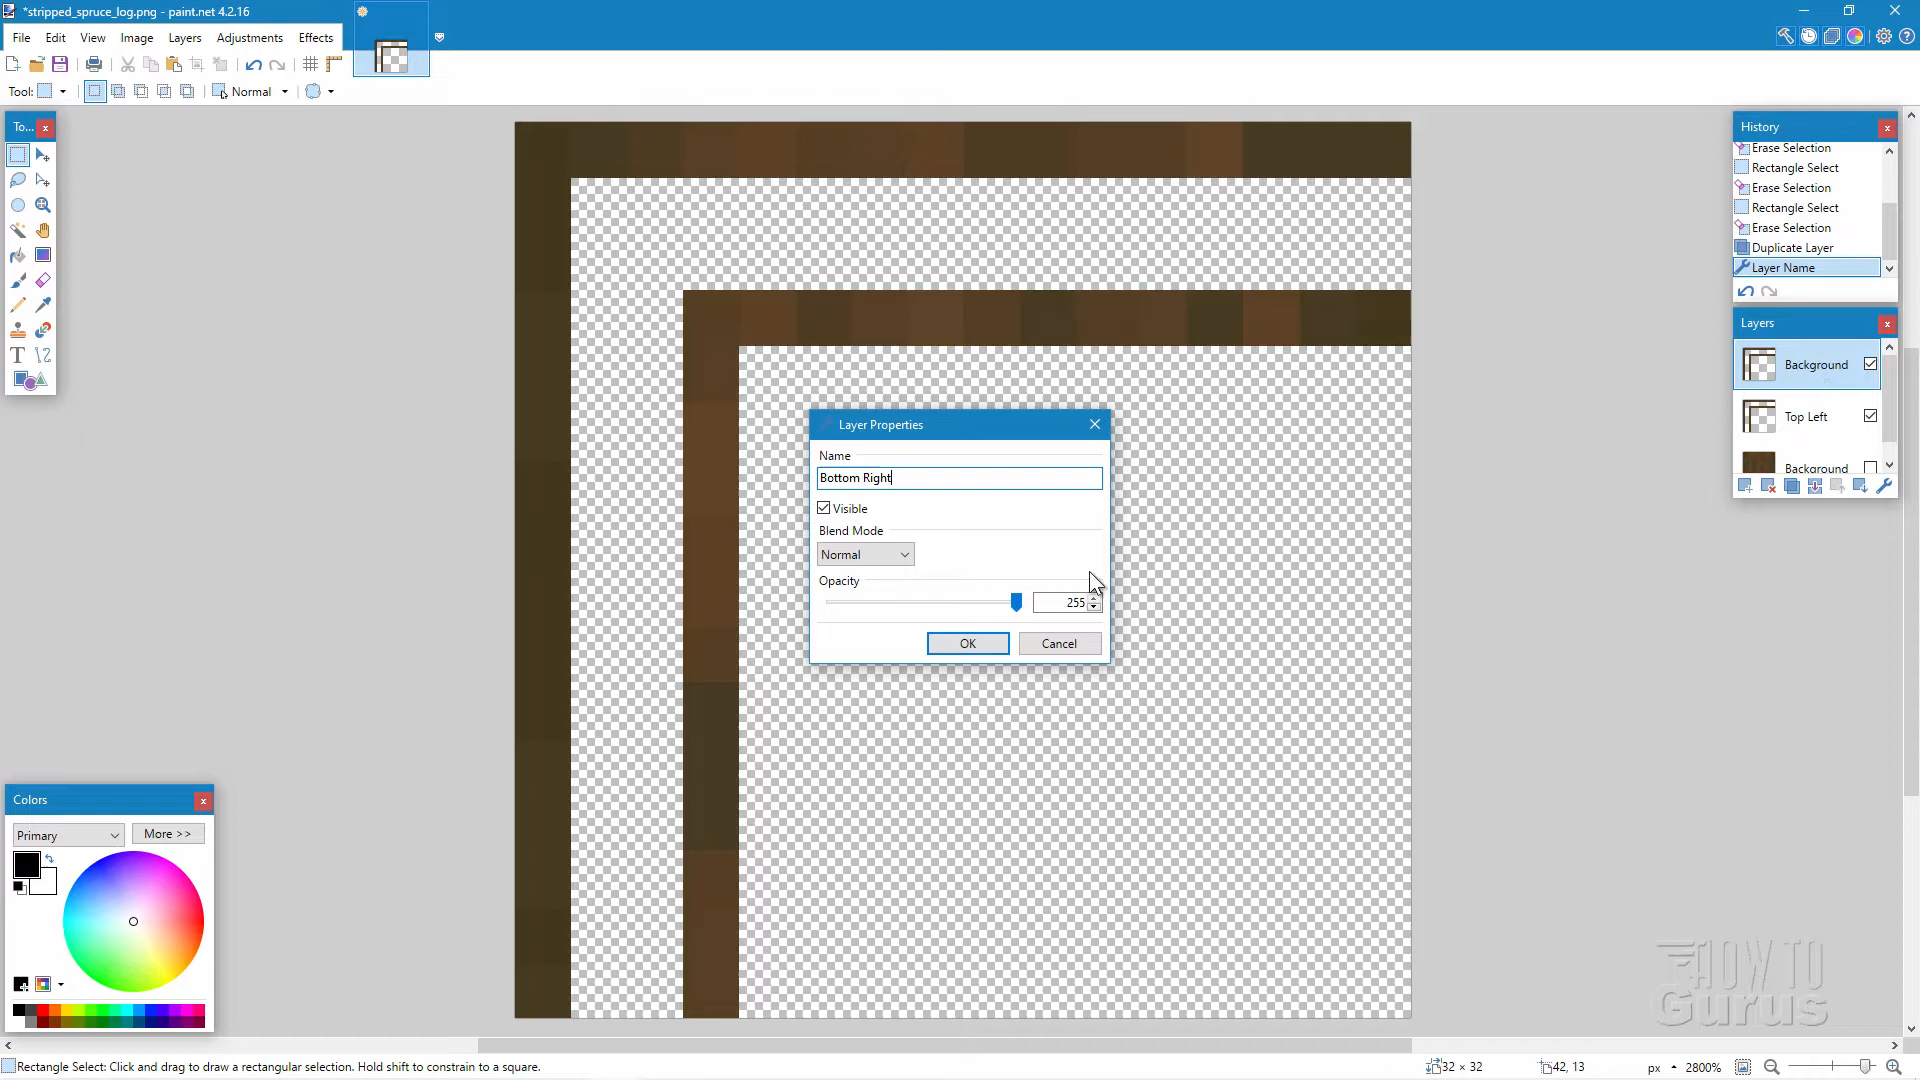 *stripped_spruce_log.png - paint.net 4.2.16
File Edit View Image Layers Adjustments Effects
Tool: Normal
To...
History
Erase Selection
Rectangle Select
Erase Selection
Rectangle Select
Erase Selection
Duplicate Layer
Layer Name
Layers
Background
Top Left
Background
Layer Properties
Name
Bottom Right
Visible
Blend Mode
Normal
Opacity
255
OK Cancel
Colors
Primary More >>
HOW TO
Gurus
Rectangle Select: Click and drag to draw a rectangular selection. Hold shift to constrain to a square. 32 × 32 42, 13 px 2800%